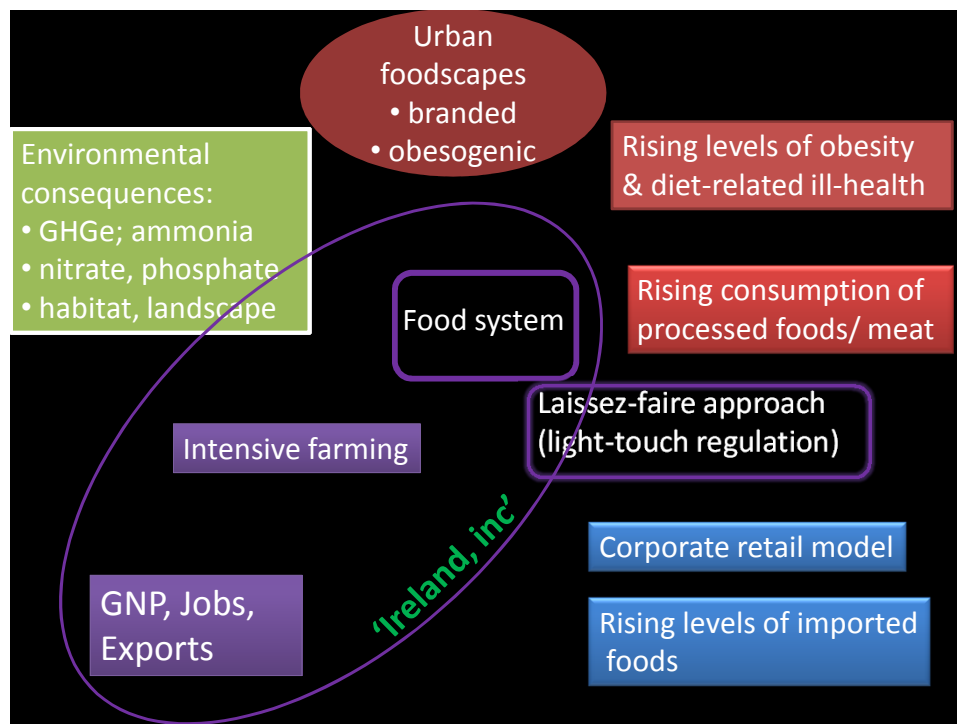 Urban
foodscapes
• branded
• obesogenic
Environmental
consequences:
• GHGe; ammonia
• nitrate, phosphate
• habitat, landscape
Rising levels of obesity
& diet-related ill-health
Food system
Rising consumption of
processed foods/ meat
Laissez-faire approach
(light-touch regulation)
Intensive farming
‘Ireland, inc’
Corporate retail model
GNP, Jobs,
Exports
Rising levels of imported
foods